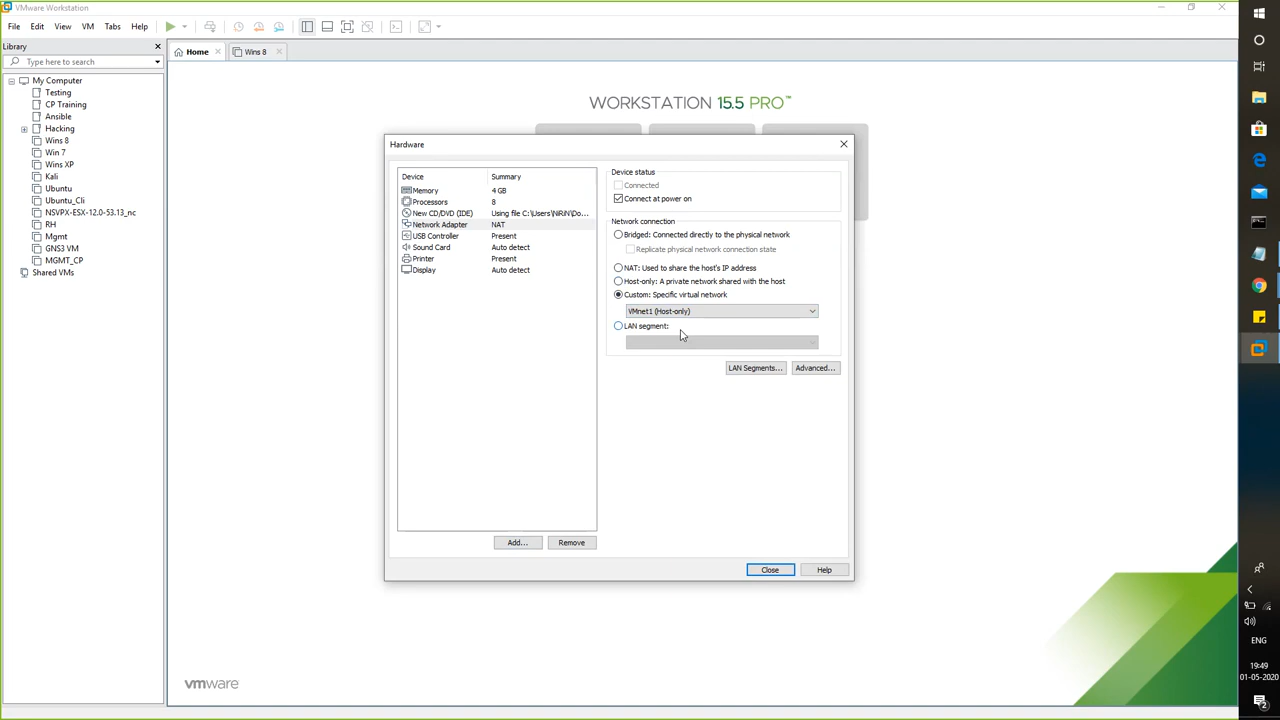 VMware Workstation
File Edit View VM Tabs Help
Library
Type here to search
My Computer
Testing
CP Training
Ansible
Hacking
Wins 8
Win 7
Wins XP
Kali
Ubuntu
Ubuntu_Cli
NSVPX-ESX-12.0-53.13_nc
RH
Mgmt
GNS3 VM
MGMT_CP
Shared VMs
Home Wins 8
WORKSTATION 15.5 PRO™
Hardware
Device Summary
Memory 4 GB
Processors 8
New CD/DVD (IDE) Using file C:\Users\NiRiN\Do...
Network Adapter NAT
USB Controller Present
Sound Card Auto detect
Printer Present
Display Auto detect
Add... Remove
Device status
Connected
Connect at power on
Network connection
Bridged: Connected directly to the physical network
Replicate physical network connection state
NAT: Used to share the host's IP address
Host-only: A private network shared with the host
Custom: Specific virtual network
VMnet1 (Host-only)
LAN segment:
LAN Segments... Advanced...
Close Help
vmware
ENG
19:49
01-05-2020
2